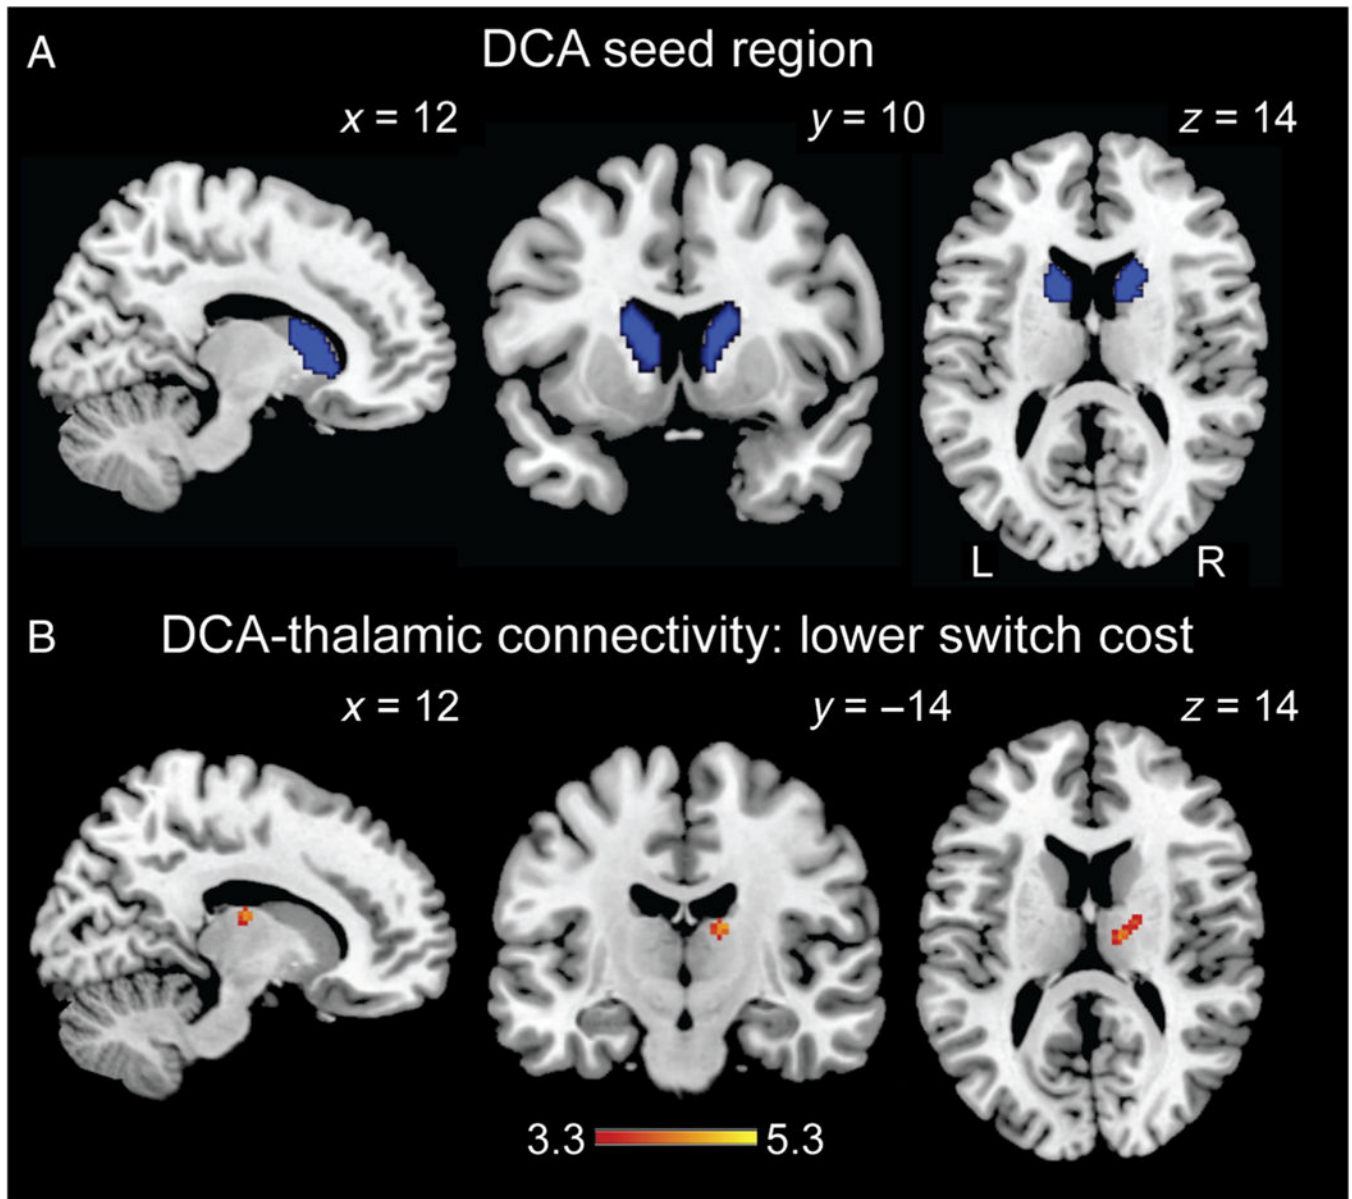 A
DCA seed region
x = 12
y = 10
z = 14
L
R
B
DCA-thalamic connectivity: lower switch cost
x = 12
y = –14
z = 14
3.3
5.3